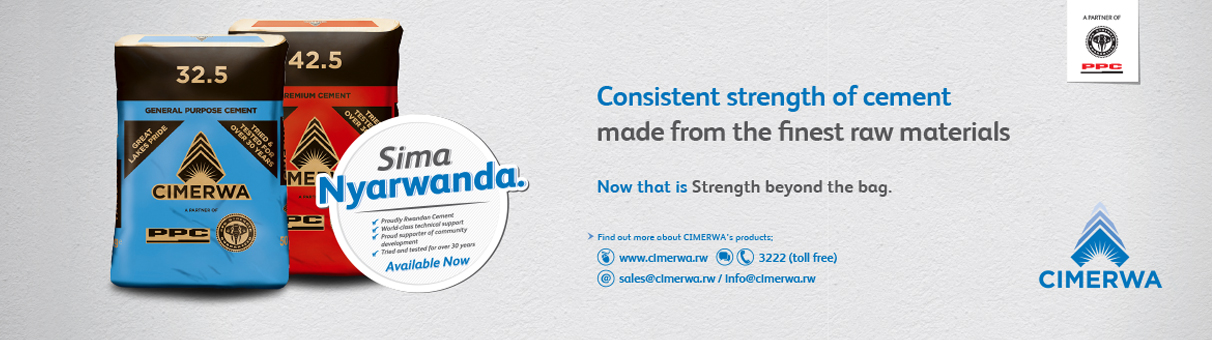 32.5
GENERAL PURPOSE CEMENT
GREAT
LAKES PRIDE
TRIED &
TESTED FOR
OVER 30 YEARS
CIMERWA
A PARTNER OF
PPC
42.5
PREMIUM CEMENT
Sima
Nyarwanda.
Proudly Rwandan Cement
World-class technical support
Proud supporter of community
development
Tried and tested for over 30 years
Available Now
Consistent strength of cement
made from the finest raw materials
Now that is Strength beyond the bag.
Find out more about CIMERWA's products;
www.cimerwa.rw 3222 (toll free)
@ sales@cimerwa.rw / info@cimerwa.rw
A PARTNER OF
PPC
CIMERWA